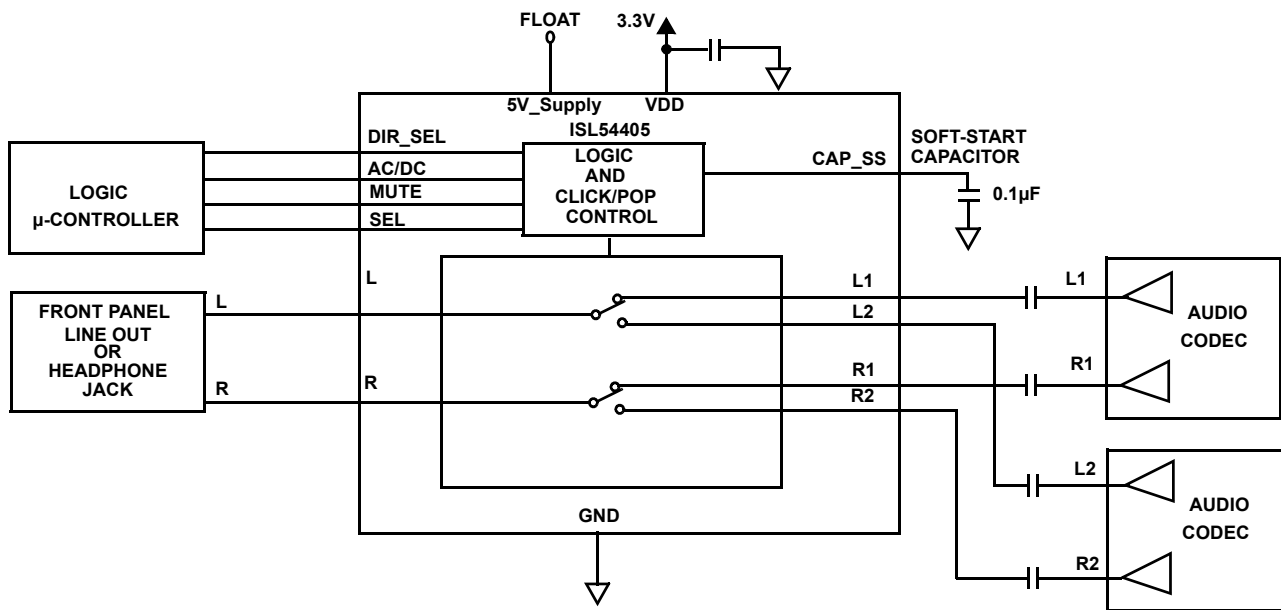 FLOAT
3.3V
5V_Supply
VDD
ISL54405
DIR_SEL
AC/DC
MUTE
SEL
LOGIC
AND
CLICK/POP
CONTROL
CAP_SS
SOFT-START
CAPACITOR
0.1µF
LOGIC
µ-CONTROLLER
FRONT PANEL
LINE OUT
OR
HEADPHONE
JACK
L
R
L
R
L1
L2
R1
R2
L1
R1
AUDIO
CODEC
L2
R2
AUDIO
CODEC
GND